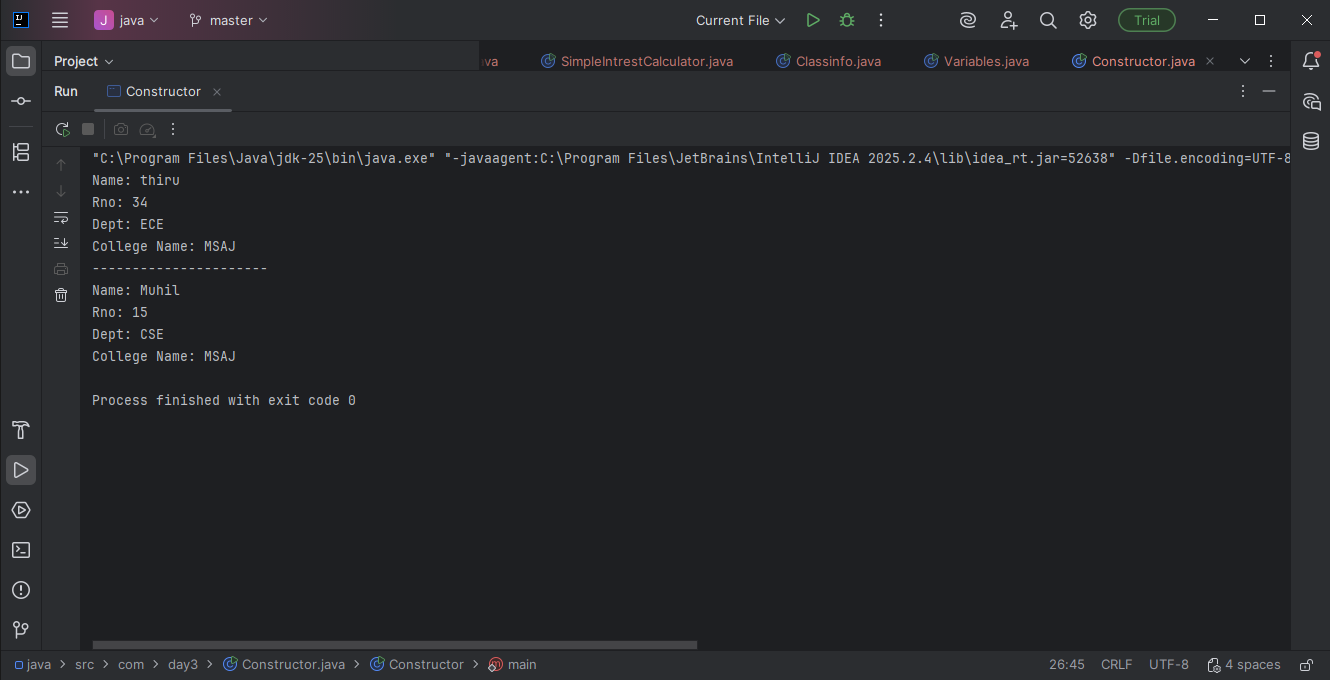 J java master Current File Trial
Project va SimpleIntrestCalculator.java Classinfo.java Variables.java Constructor.java
Run Constructor
"C:\Program Files\Java\jdk-25\bin\java.exe" "-javaagent:C:\Program Files\JetBrains\IntelliJ IDEA 2025.2.4\lib\idea_rt.jar=52638" -Dfile.encoding=UTF-8
Name: thiru
Rno: 34
Dept: ECE
College Name: MSAJ
----------------------
Name: Muhil
Rno: 15
Dept: CSE
College Name: MSAJ
Process finished with exit code 0
java > src > com > day3 > Constructor.java > Constructor > main 26:45 CRLF UTF-8 4 spaces